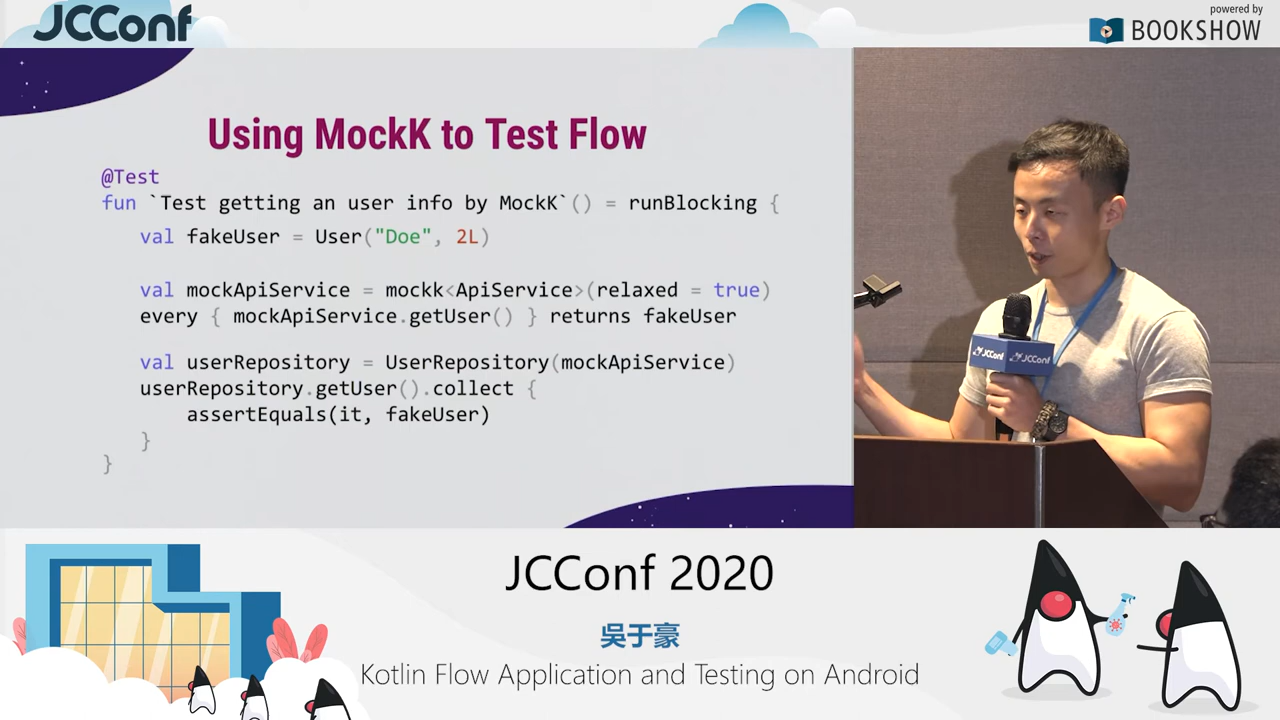 JCConf
powered by
BOOKSHOW
Using MockK to Test Flow
@Test
fun `Test getting an user info by MockK`() = runBlocking {
val fakeUser = User("Doe", 2L)
val mockApiService = mockk<ApiService>(relaxed = true)
every { mockApiService.getUser() } returns fakeUser
val userRepository = UserRepository(mockApiService)
userRepository.getUser().collect {
assertEquals(it, fakeUser)
}
}
JCConf JCConf
JCConf 2020
吳于豪
Kotlin Flow Application and Testing on Android